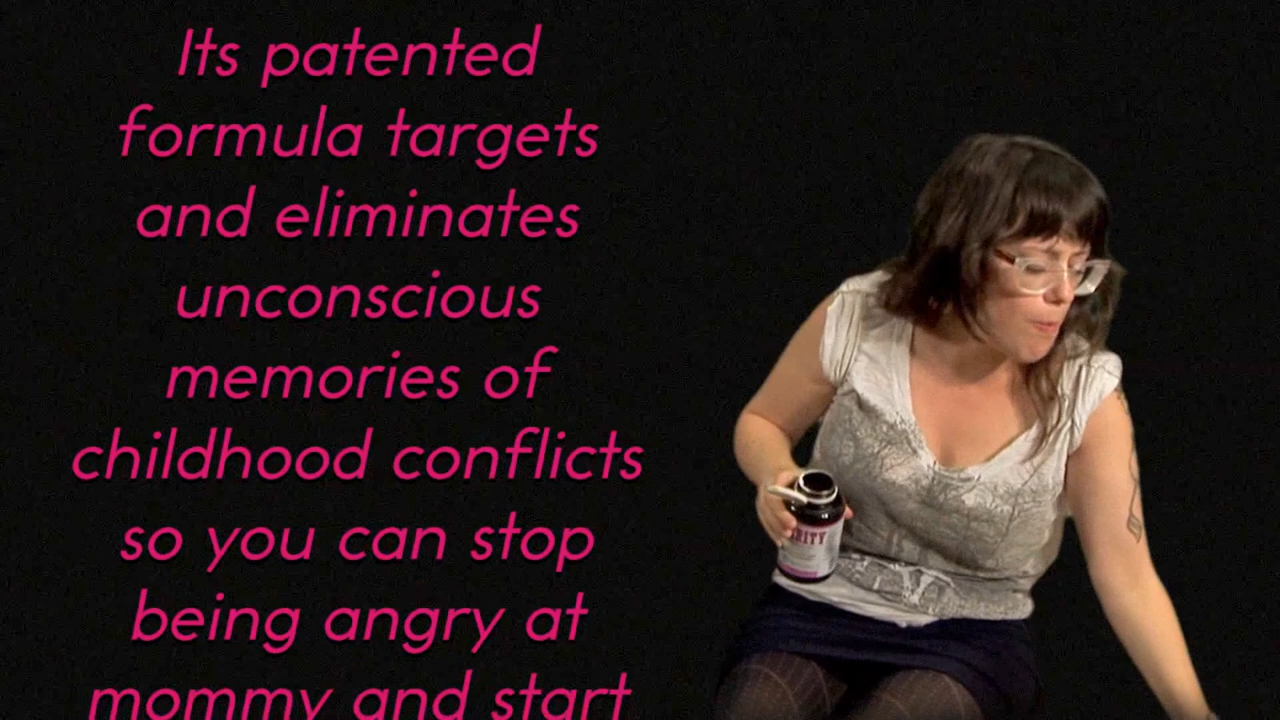 Its patented
formula targets
and eliminates
unconscious
memories of
childhood conflicts
so you can stop
being angry at
mommy and start